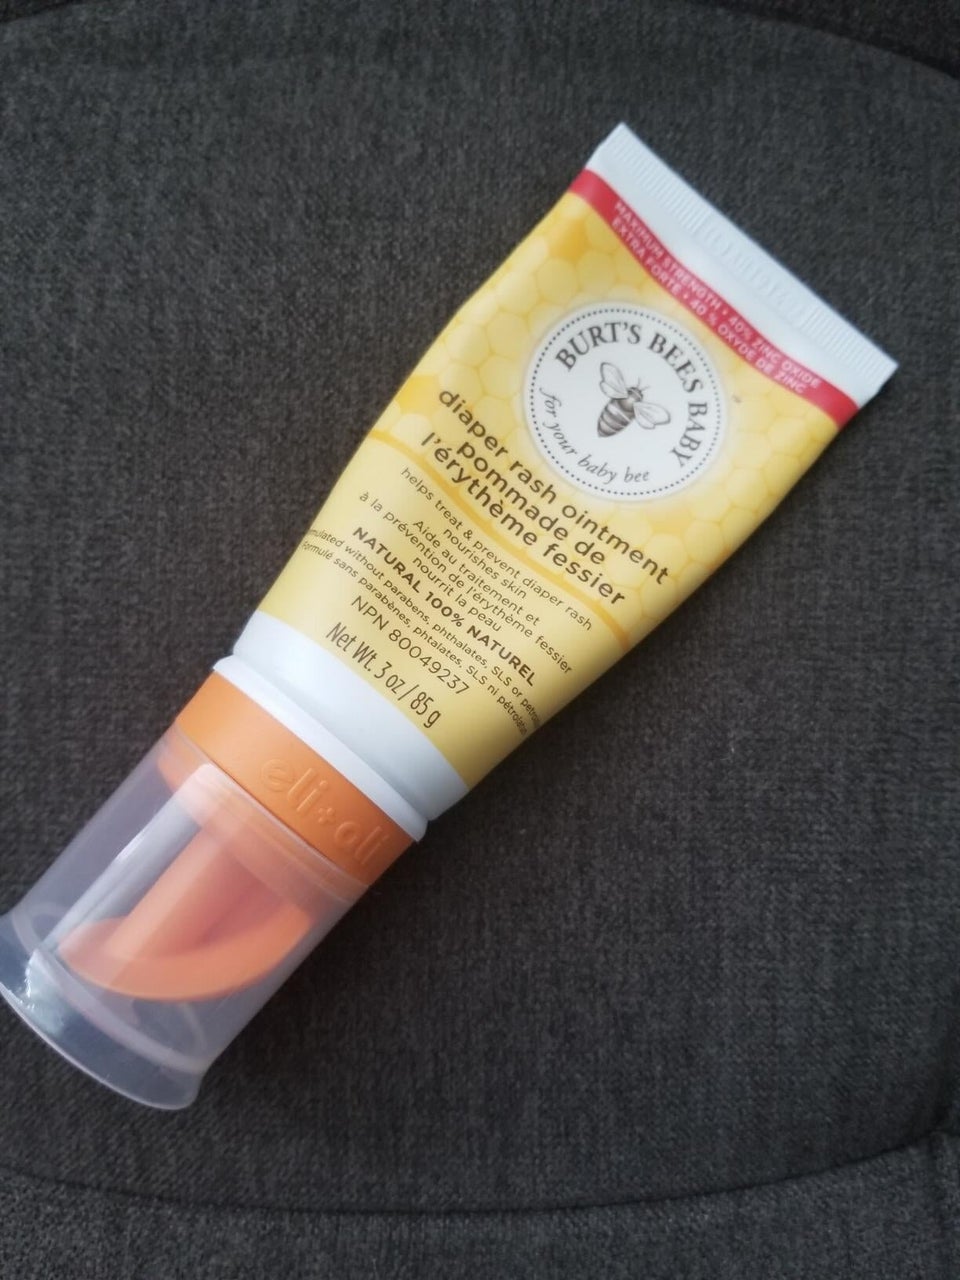 MAXIMUM STRENGTH • 40% ZINC OXIDE
EXTRA FORTE • 40 % OXYDE DE ZINC
BURT'S BEES BABY
for your baby bee
diaper rash ointment
pommade de
l'érythème fessier
helps treat & prevent diaper rash
nourishes skin
Aide au traitement et
à la prévention de l'érythème fessier
nourrit la peau
NATURAL 100% NATUREL
formulated without parabens, phthalates, SLS or
Formulé sans parabènes, phtalates, SLS ni pétrolatum
NPN 80049237
Net Wt. 3 oz / 85 g
eli+ali